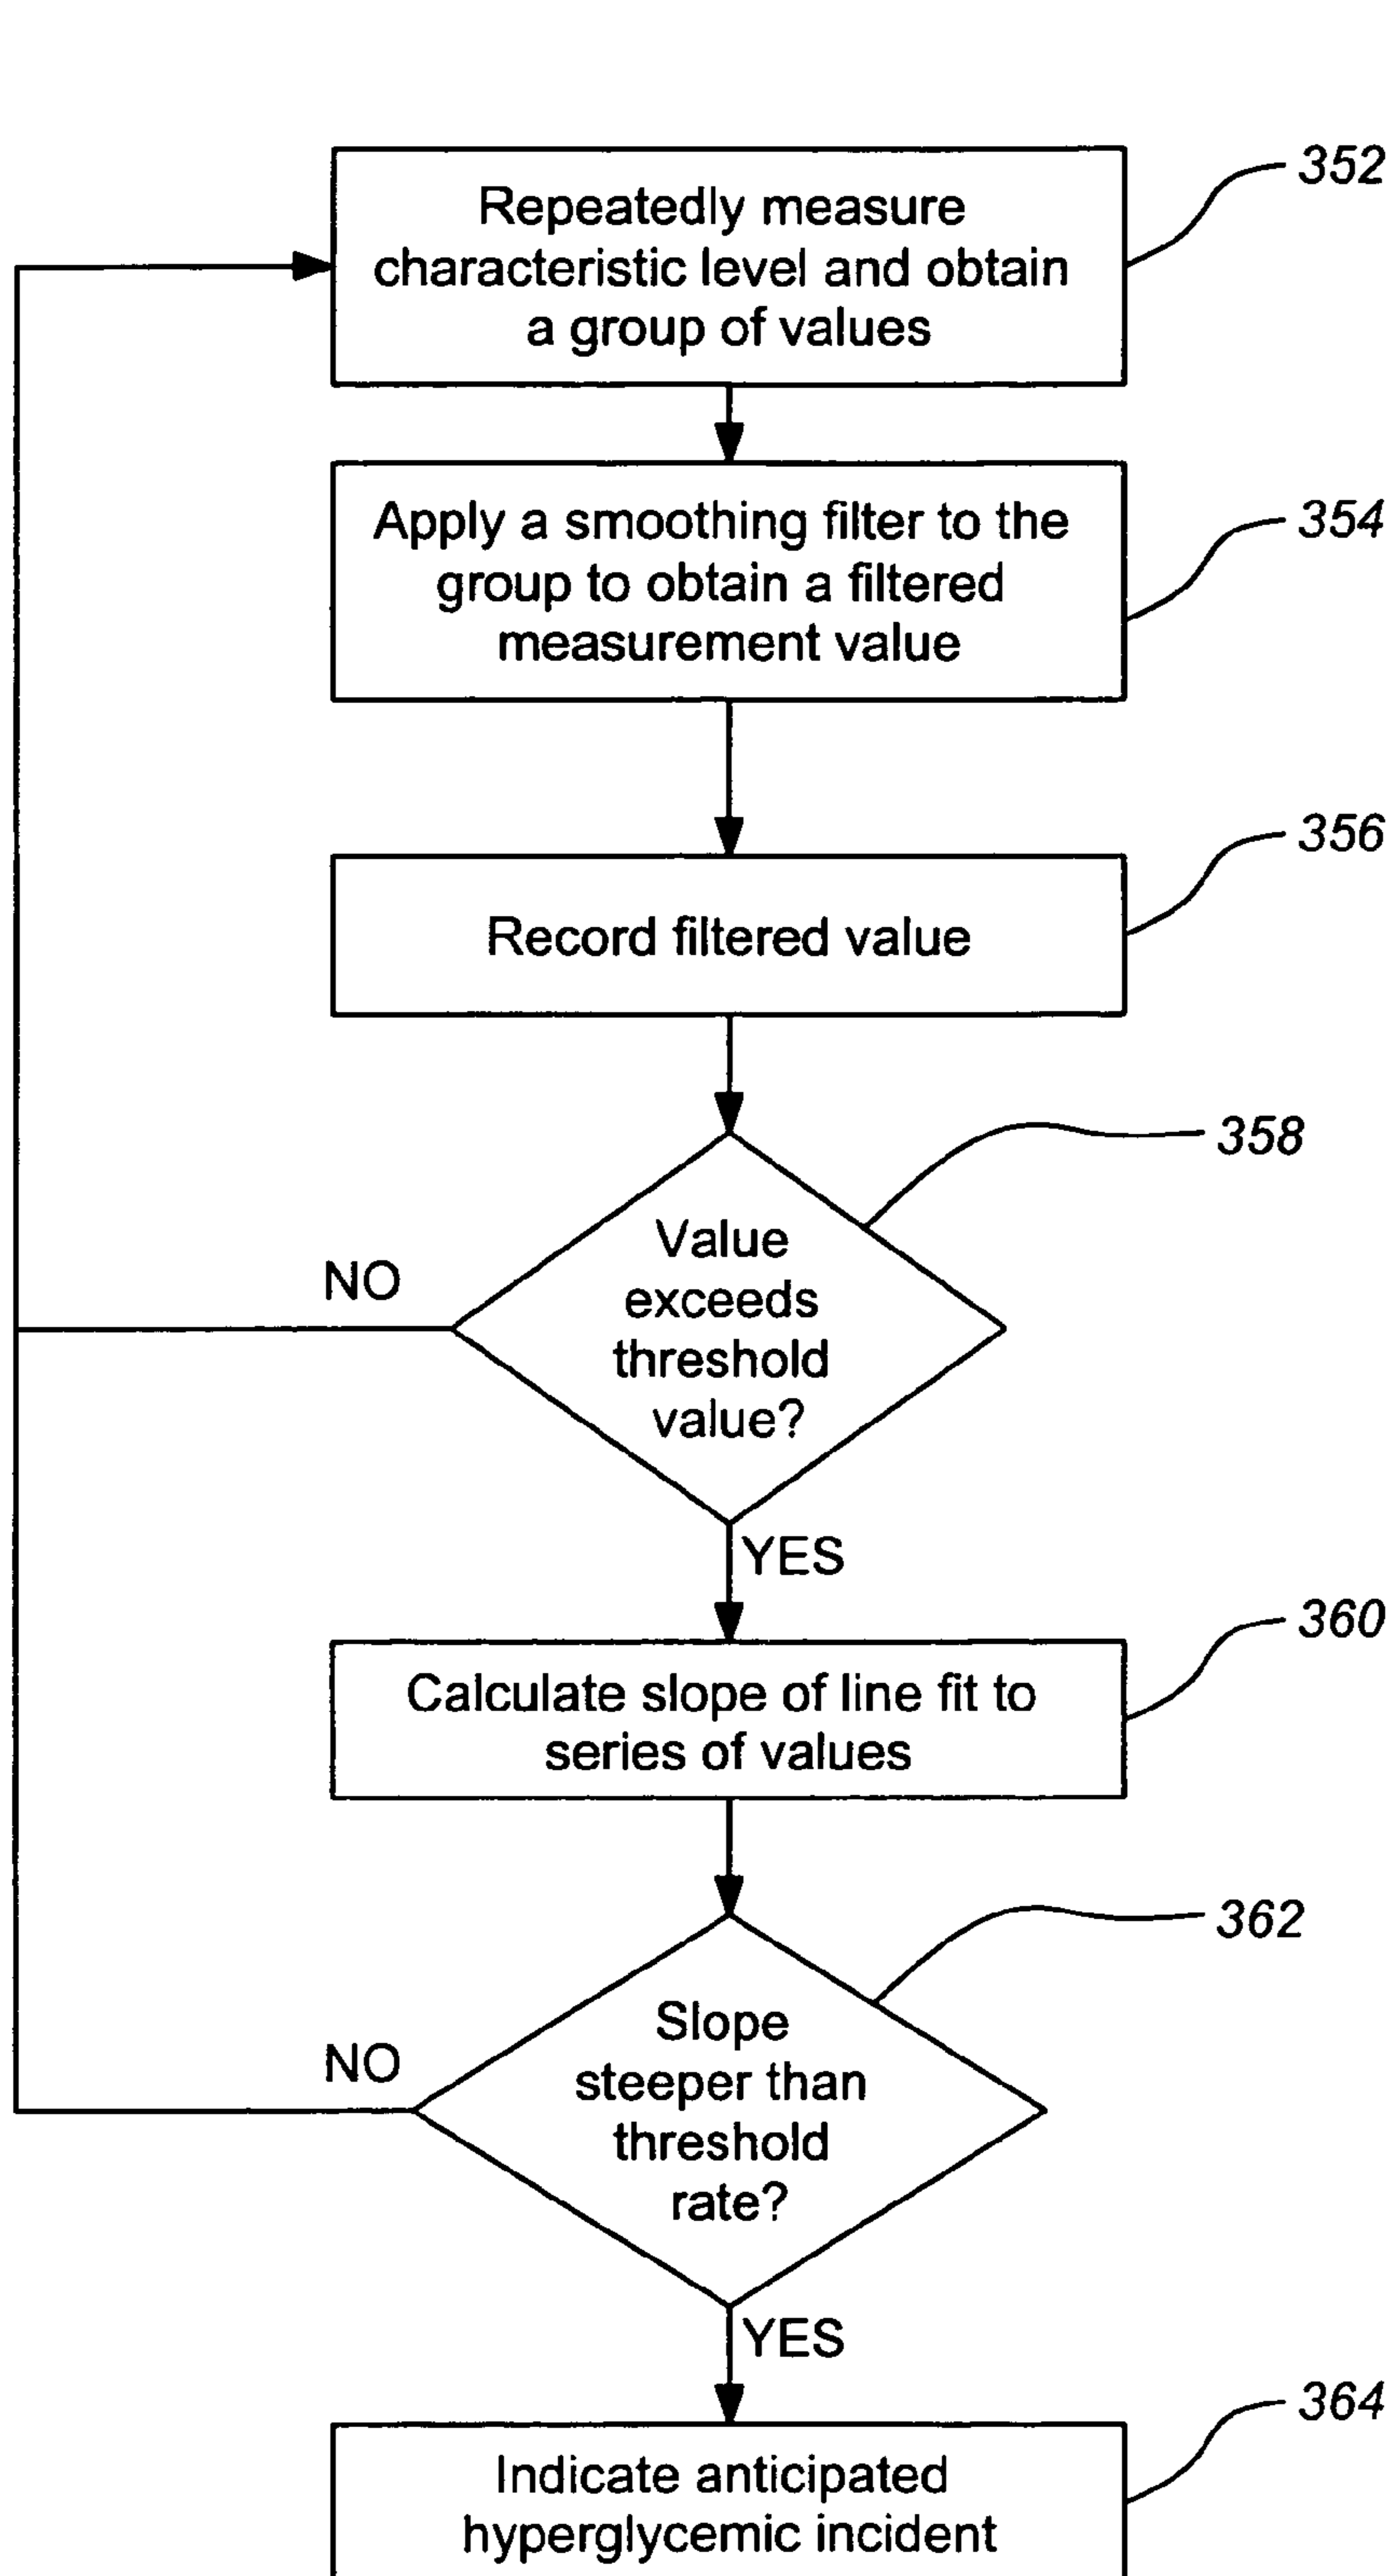 352
Repeatedly measure
characteristic level and obtain
a group of values
354
Apply a smoothing filter to the
group to obtain a filtered
measurement value
356
Record filtered value
358
Value
exceeds
threshold
value?
NO
YES
360
Calculate slope of line fit to
series of values
362
Slope
steeper than
threshold
rate?
NO
YES
364
Indicate anticipated
hyperglycemic incident